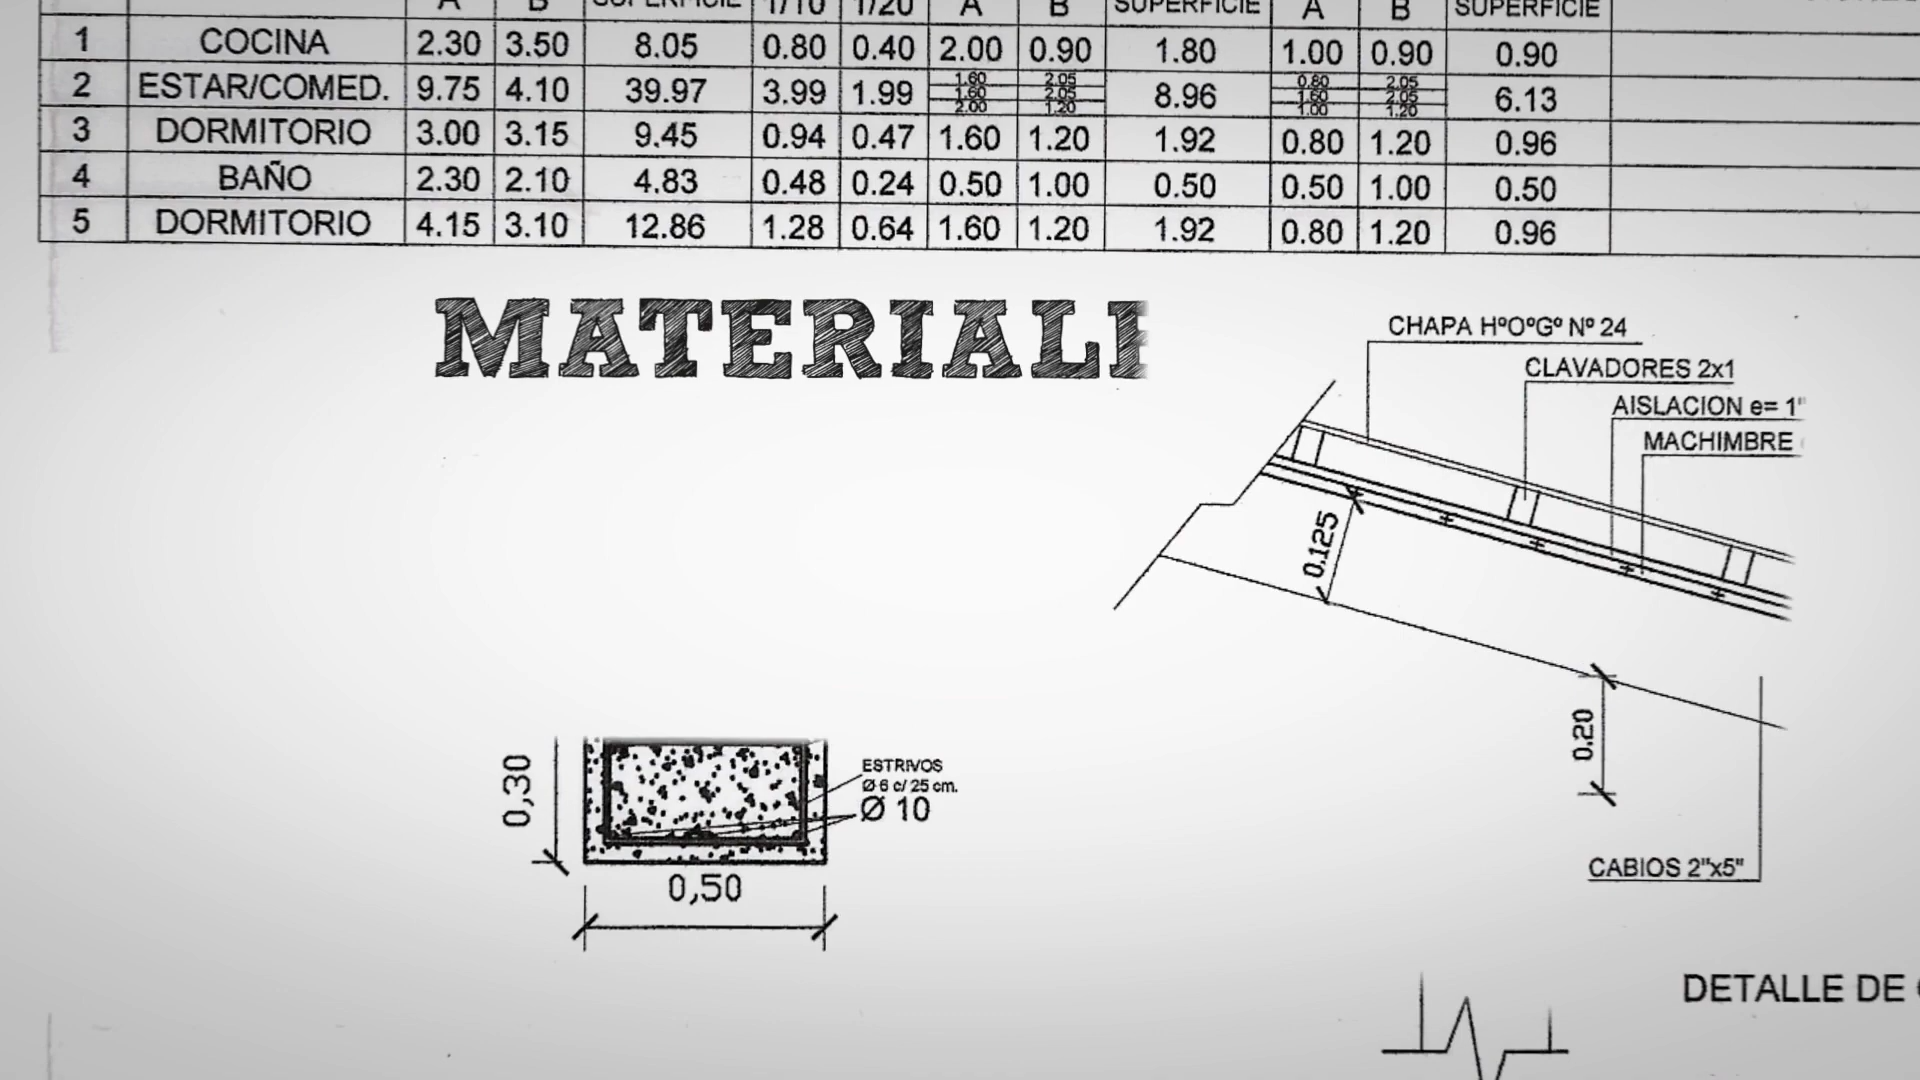 A B SUPERFICIE 1/10 1/20 A B SUPERFICIE A B SUPERFICIE
1 COCINA 2.30 3.50 8.05 0.80 0.40 2.00 0.90 1.80 1.00 0.90 0.90
2 ESTAR/COMED. 9.75 4.10 39.97 3.99 1.99 1.60 1.60 2.00 2.05 2.05 1.20 8.96 0.80 1.60 1.00 2.05 2.05 1.20 6.13
3 DORMITORIO 3.00 3.15 9.45 0.94 0.47 1.60 1.20 1.92 0.80 1.20 0.96
4 BAÑO 2.30 2.10 4.83 0.48 0.24 0.50 1.00 0.50 0.50 1.00 0.50
5 DORMITORIO 4.15 3.10 12.86 1.28 0.64 1.60 1.20 1.92 0.80 1.20 0.96
MATERIALE
CHAPA HºOºGº Nº 24
CLAVADORES 2x1
AISLACION e= 1"
MACHIMBRE
0.125
0.20
CABIOS 2"x5"
0,30
ESTRIVOS
Ø 6 c/ 25 cm.
Ø 10
0,50
DETALLE DE